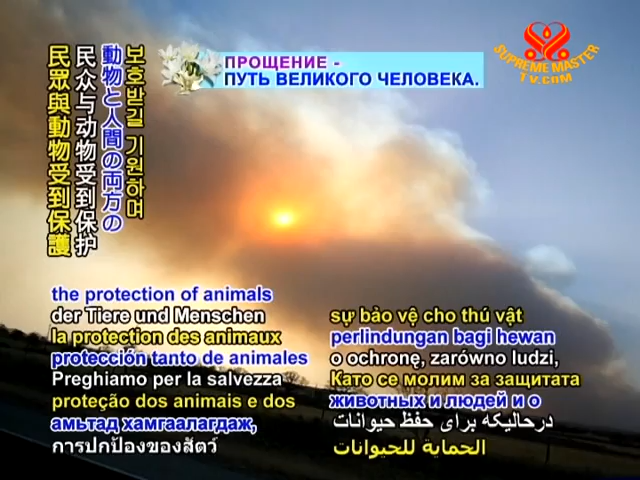 보호받길 기원하며
動物と人間の両方の
民众与动物受到保护
民眾與動物受到保護
ПРОЩЕНИЕ -
ПУТЬ ВЕЛИКОГО ЧЕЛОВЕКА.
SUPREME MASTER
TV.COM
the protection of animals
der Tiere und Menschen
la protection des animaux
protección tanto de animales
Preghiamo per la salvezza
proteção dos animais e dos
амьтад хамгаалагдаж,
การปกป้องของสัตว์
sự bảo vệ cho thú vật
perlindungan bagi hewan
o ochronę, zarówno ludzi,
Като се молим за защитата
животных и людей и о
درحالیکه برای حفظ حیوانات
الحماية للحيوانات